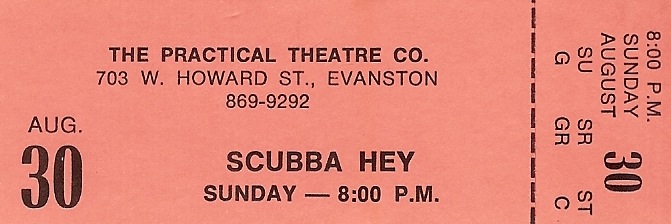 THE PRACTICAL THEATRE CO.
703 W. HOWARD ST., EVANSTON
869-9292
AUG.
30
SCUBBA HEY
SUNDAY — 8:00 P.M.
8:00 P.M.
SUNDAY
AUGUST
30
SU SR ST
G GR C